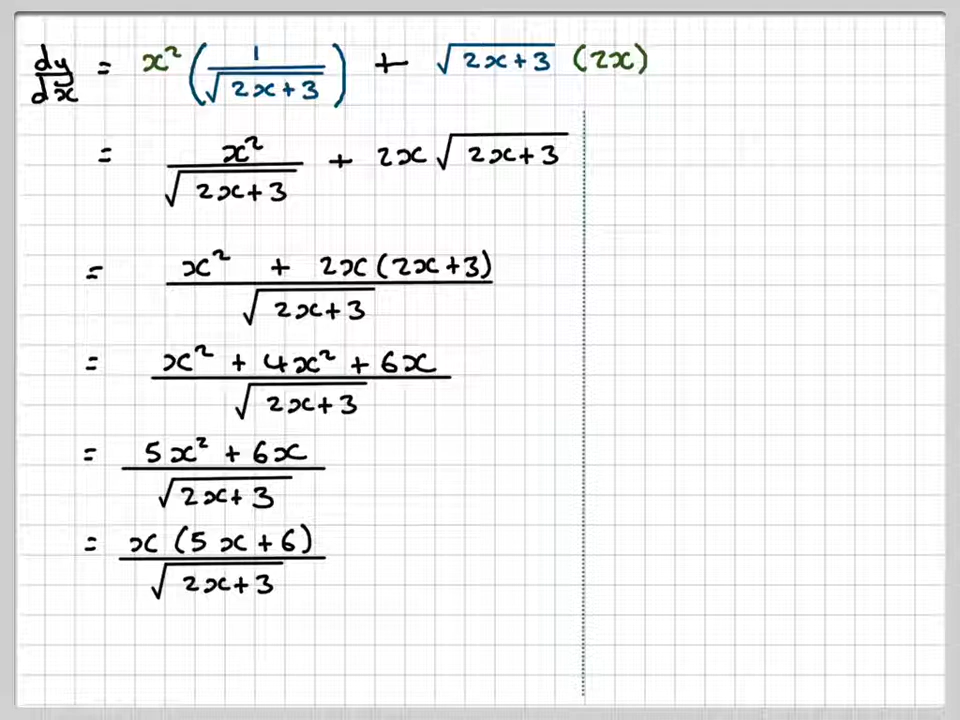 dy/dx = x² (1/√(2x+3)) + √(2x+3) (2x)
= x²/√(2x+3) + 2x√(2x+3)
= (x² + 2x(2x+3))/√(2x+3)
= (x² + 4x² + 6x)/√(2x+3)
= (5x² + 6x)/√(2x+3)
= x(5x+6)/√(2x+3)